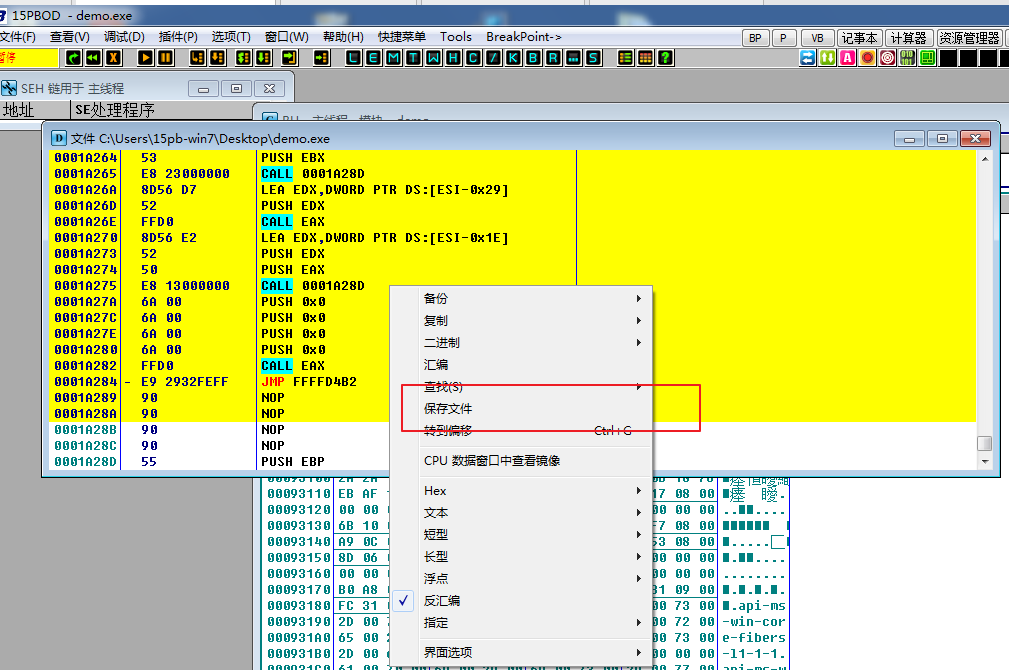 15PBOD - demo.exe
文件(F) 查看(V) 调试(D) 插件(P) 选项(T) 窗口(W) 帮助(H) 快捷菜单 Tools BreakPoint->
BP P VB 记事本 计算器 资源管理器
暂停
L E M T W H C / K B R ... S ?
SEH 链用于 主线程
地址 SE处理程序
文件 C:\Users\15pb-win7\Desktop\demo.exe
0001A264 53 PUSH EBX
0001A265 E8 23000000 CALL 0001A28D
0001A26A 8D56 D7 LEA EDX,DWORD PTR DS:[ESI-0x29]
0001A26D 52 PUSH EDX
0001A26E FFD0 CALL EAX
0001A270 8D56 E2 LEA EDX,DWORD PTR DS:[ESI-0x1E]
0001A273 52 PUSH EDX
0001A274 50 PUSH EAX
0001A275 E8 13000000 CALL 0001A28D
0001A27A 6A 00 PUSH 0x0
0001A27C 6A 00 PUSH 0x0
0001A27E 6A 00 PUSH 0x0
0001A280 6A 00 PUSH 0x0
0001A282 FFD0 CALL EAX
0001A284 - E9 2932FEFF JMP FFFFD4B2
0001A289 90 NOP
0001A28A 90 NOP
0001A28B 90 NOP
0001A28C 90 NOP
0001A28D 55 PUSH EBP
备份
复制
二进制
汇编
查找(S)
保存文件
转到偏移 Ctrl+G
CPU 数据窗口中查看镜像
Hex
文本
短型
长型
浮点
反汇编
指定
界面选项
00093110 EB AF 17 08 00
00093120 00 00 00 00 00
00093130 6B 10 F7 08 00
00093140 A9 0C 53 08 00
00093150 8D 06 00 00 00
00093160 00 00 00 00 00 ........
00093170 B0 A8 31 09 00
00093180 FC 31 00 73 00 .api-ms
00093190 2D 00 00 72 00 -win-cor
000931A0 65 00 00 73 00 e-fibers
000931B0 2D 00 00 00 00 -l1-1-1.